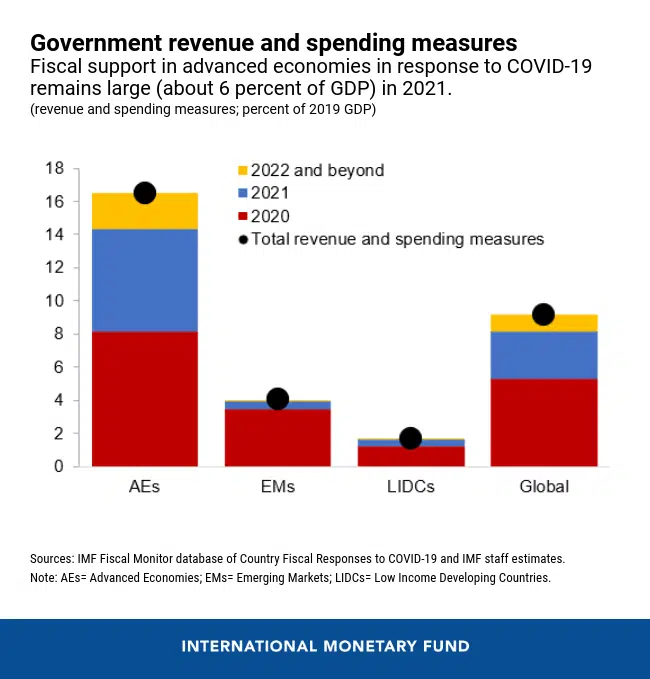 Government revenue and spending measures
Fiscal support in advanced economies in response to COVID-19
remains large (about 6 percent of GDP) in 2021.
(revenue and spending measures; percent of 2019 GDP)
18
16
14
12
10
8
6
4
2
0
2022 and beyond
2021
2020
Total revenue and spending measures
AEs
EMs
LIDCs
Global
Sources: IMF Fiscal Monitor database of Country Fiscal Responses to COVID-19 and IMF staff estimates.
Note: AEs= Advanced Economies; EMs= Emerging Markets; LIDCs= Low Income Developing Countries.
INTERNATIONAL MONETARY FUND